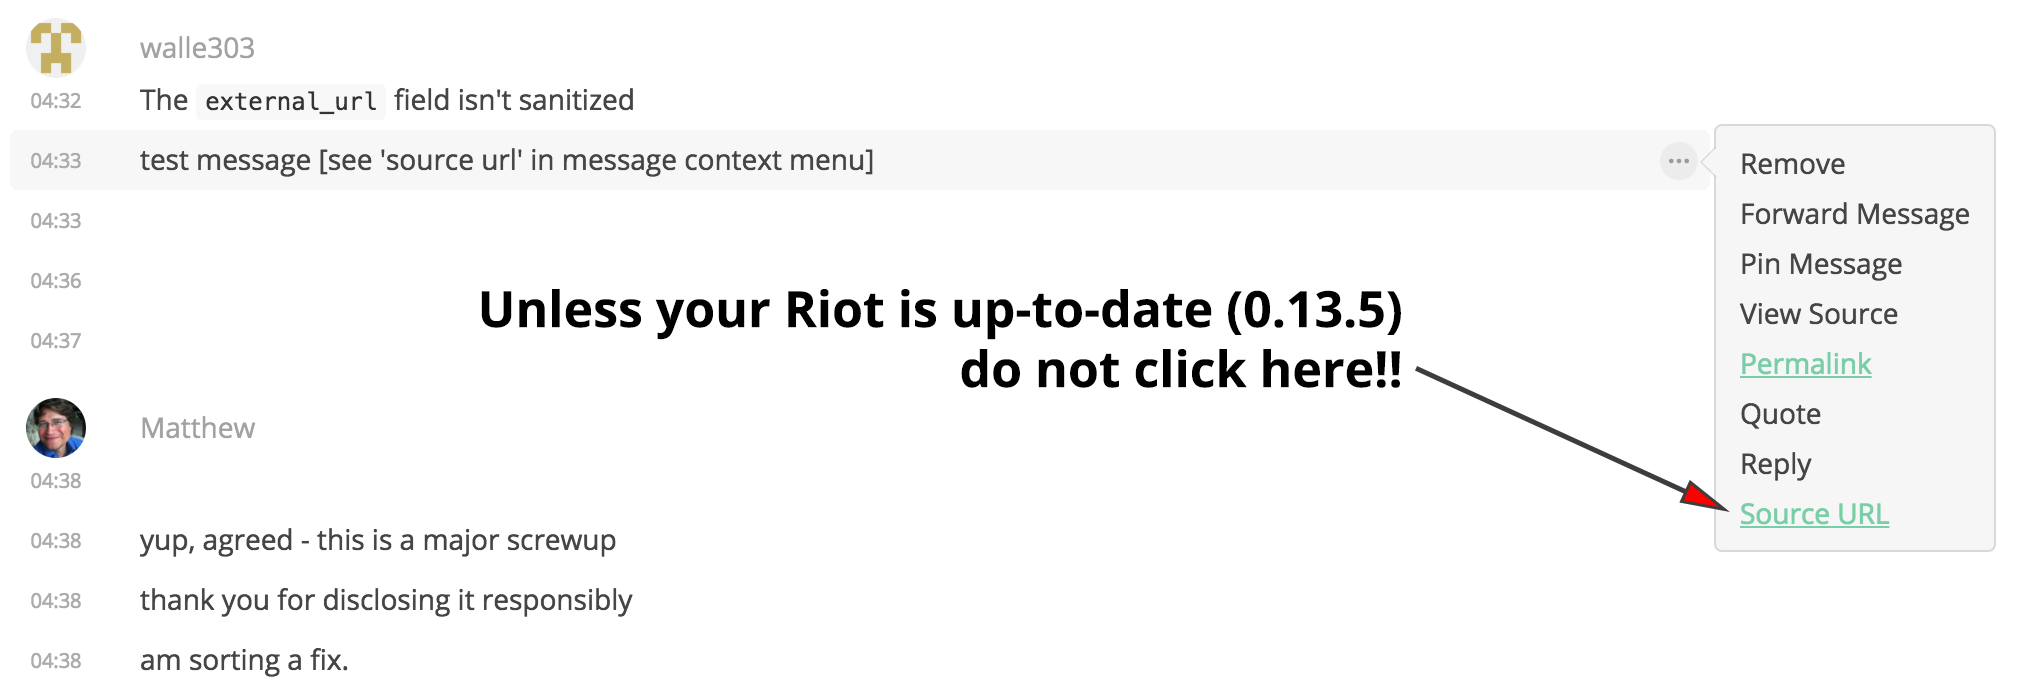 walle303
04:32 The external_url field isn't sanitized
04:33 test message [see 'source url' in message context menu]
04:33
04:36
04:37
Unless your Riot is up-to-date (0.13.5)
do not click here!!
Matthew
04:38
04:38 yup, agreed - this is a major screwup
04:38 thank you for disclosing it responsibly
04:38 am sorting a fix.
Remove
Forward Message
Pin Message
View Source
Permalink
Quote
Reply
Source URL